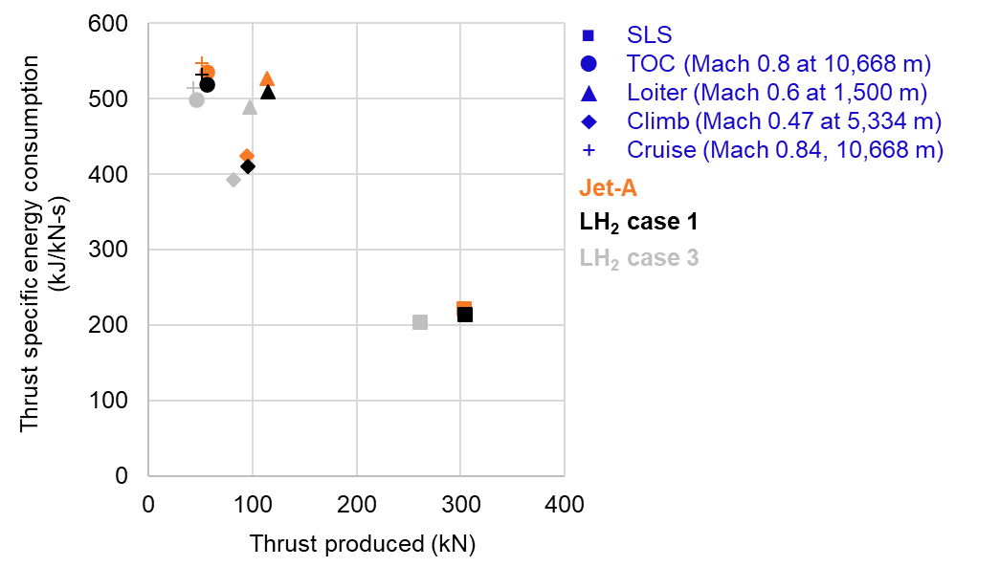 Thrust specific energy consumption
(kJ/kN-s)
600
500
400
300
200
100
0
0 100 200 300 400
Thrust produced (kN)
SLS
TOC (Mach 0.8 at 10,668 m)
Loiter (Mach 0.6 at 1,500 m)
Climb (Mach 0.47 at 5,334 m)
Cruise (Mach 0.84, 10,668 m)
Jet-A
LH₂ case 1
LH₂ case 3